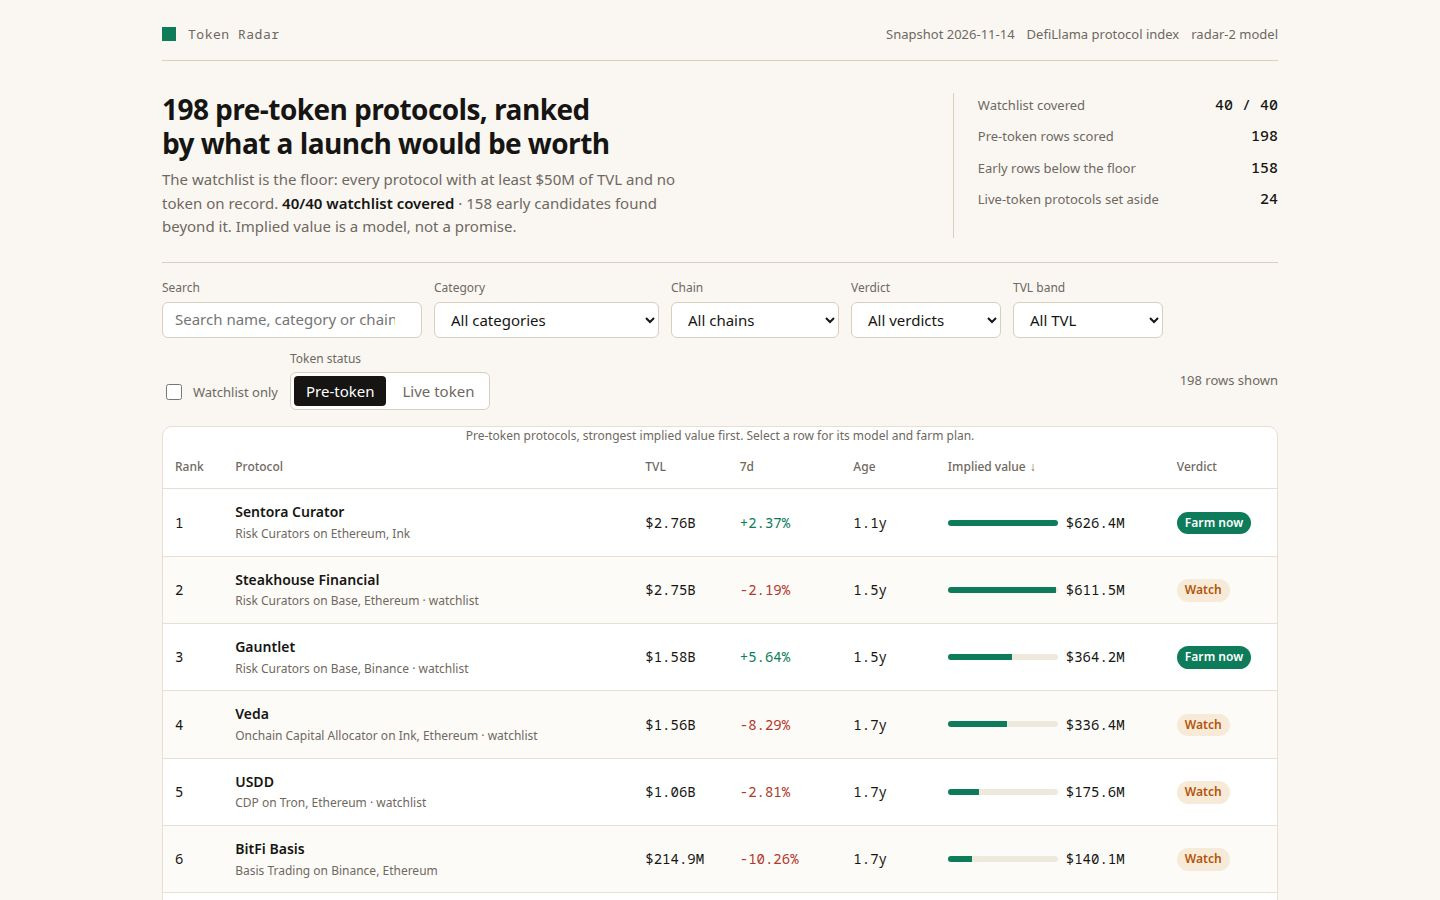 Token Radar
Snapshot 2026-11-14 DefiLlama protocol index radar-2 model
198 pre-token protocols, ranked
by what a launch would be worth
The watchlist is the floor: every protocol with at least $50M of TVL and no
token on record. 40/40 watchlist covered · 158 early candidates found
beyond it. Implied value is a model, not a promise.
Watchlist covered 40 / 40
Pre-token rows scored 198
Early rows below the floor 158
Live-token protocols set aside 24
Search Category Chain Verdict TVL band
Search name, category or chain All categories All chains All verdicts All TVL
Token status
Watchlist only Pre-token Live token
198 rows shown
Pre-token protocols, strongest implied value first. Select a row for its model and farm plan.
Rank Protocol TVL 7d Age Implied value ↓ Verdict
1 Sentora Curator $2.76B +2.37% 1.1y $626.4M Farm now
Risk Curators on Ethereum, Ink
2 Steakhouse Financial $2.75B -2.19% 1.5y $611.5M Watch
Risk Curators on Base, Ethereum · watchlist
3 Gauntlet $1.58B +5.64% 1.5y $364.2M Farm now
Risk Curators on Base, Binance · watchlist
4 Veda $1.56B -8.29% 1.7y $336.4M Watch
Onchain Capital Allocator on Ink, Ethereum · watchlist
5 USDD $1.06B -2.81% 1.7y $175.6M Watch
CDP on Tron, Ethereum · watchlist
6 BitFi Basis $214.9M -10.26% 1.7y $140.1M Watch
Basis Trading on Binance, Ethereum